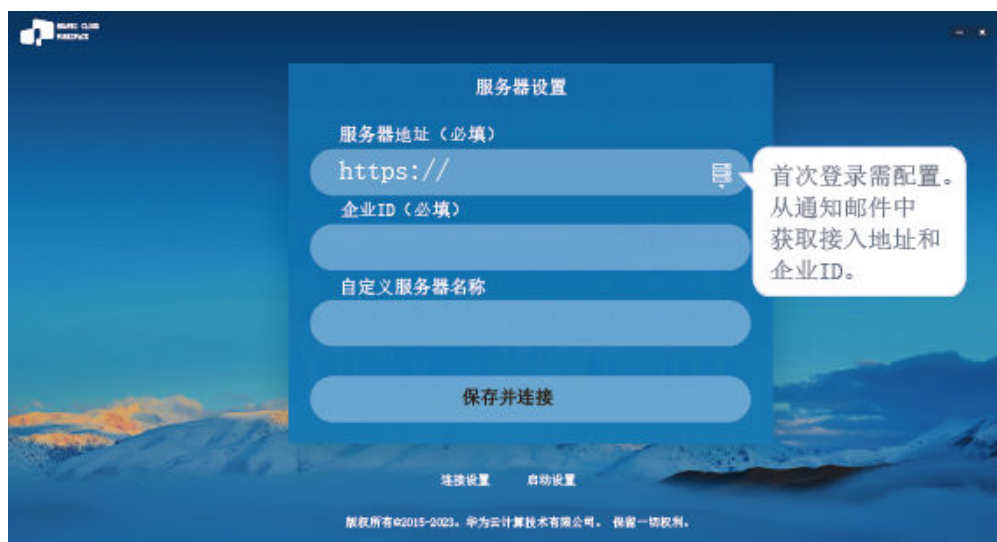 HUAWEI CLOUD
WORKSPACE
服务器设置
服务器地址（必填）
https://
首次登录需配置。
从通知邮件中
获取接入地址和
企业ID。
企业ID（必填）
自定义服务器名称
保存并连接
连接设置 启动设置
版权所有©2015-2023。华为云计算技术有限公司。 保留一切权利。